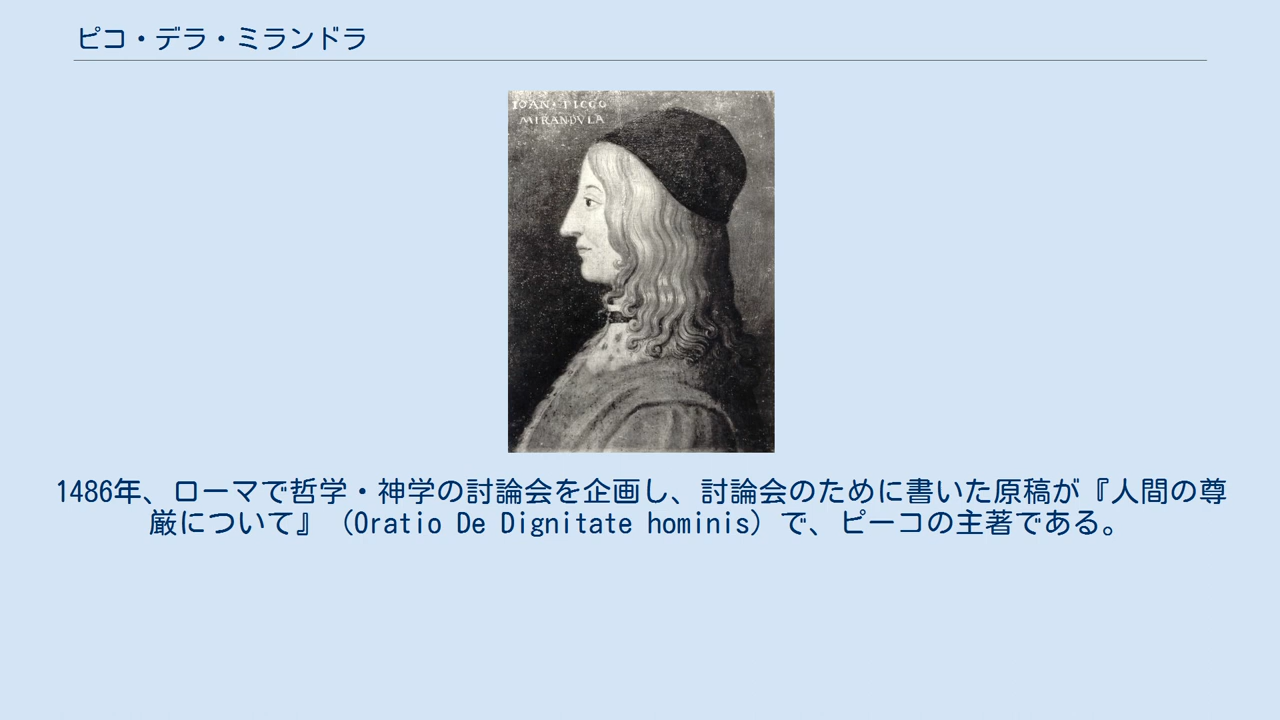 ピコ・デラ・ミランドラ
IOAN· PICCO
MIRANDVLA
1486年、ローマで哲学・神学の討論会を企画し、討論会のために書いた原稿が『人間の尊
厳について』（Oratio De Dignitate hominis）で、ピーコの主著である。